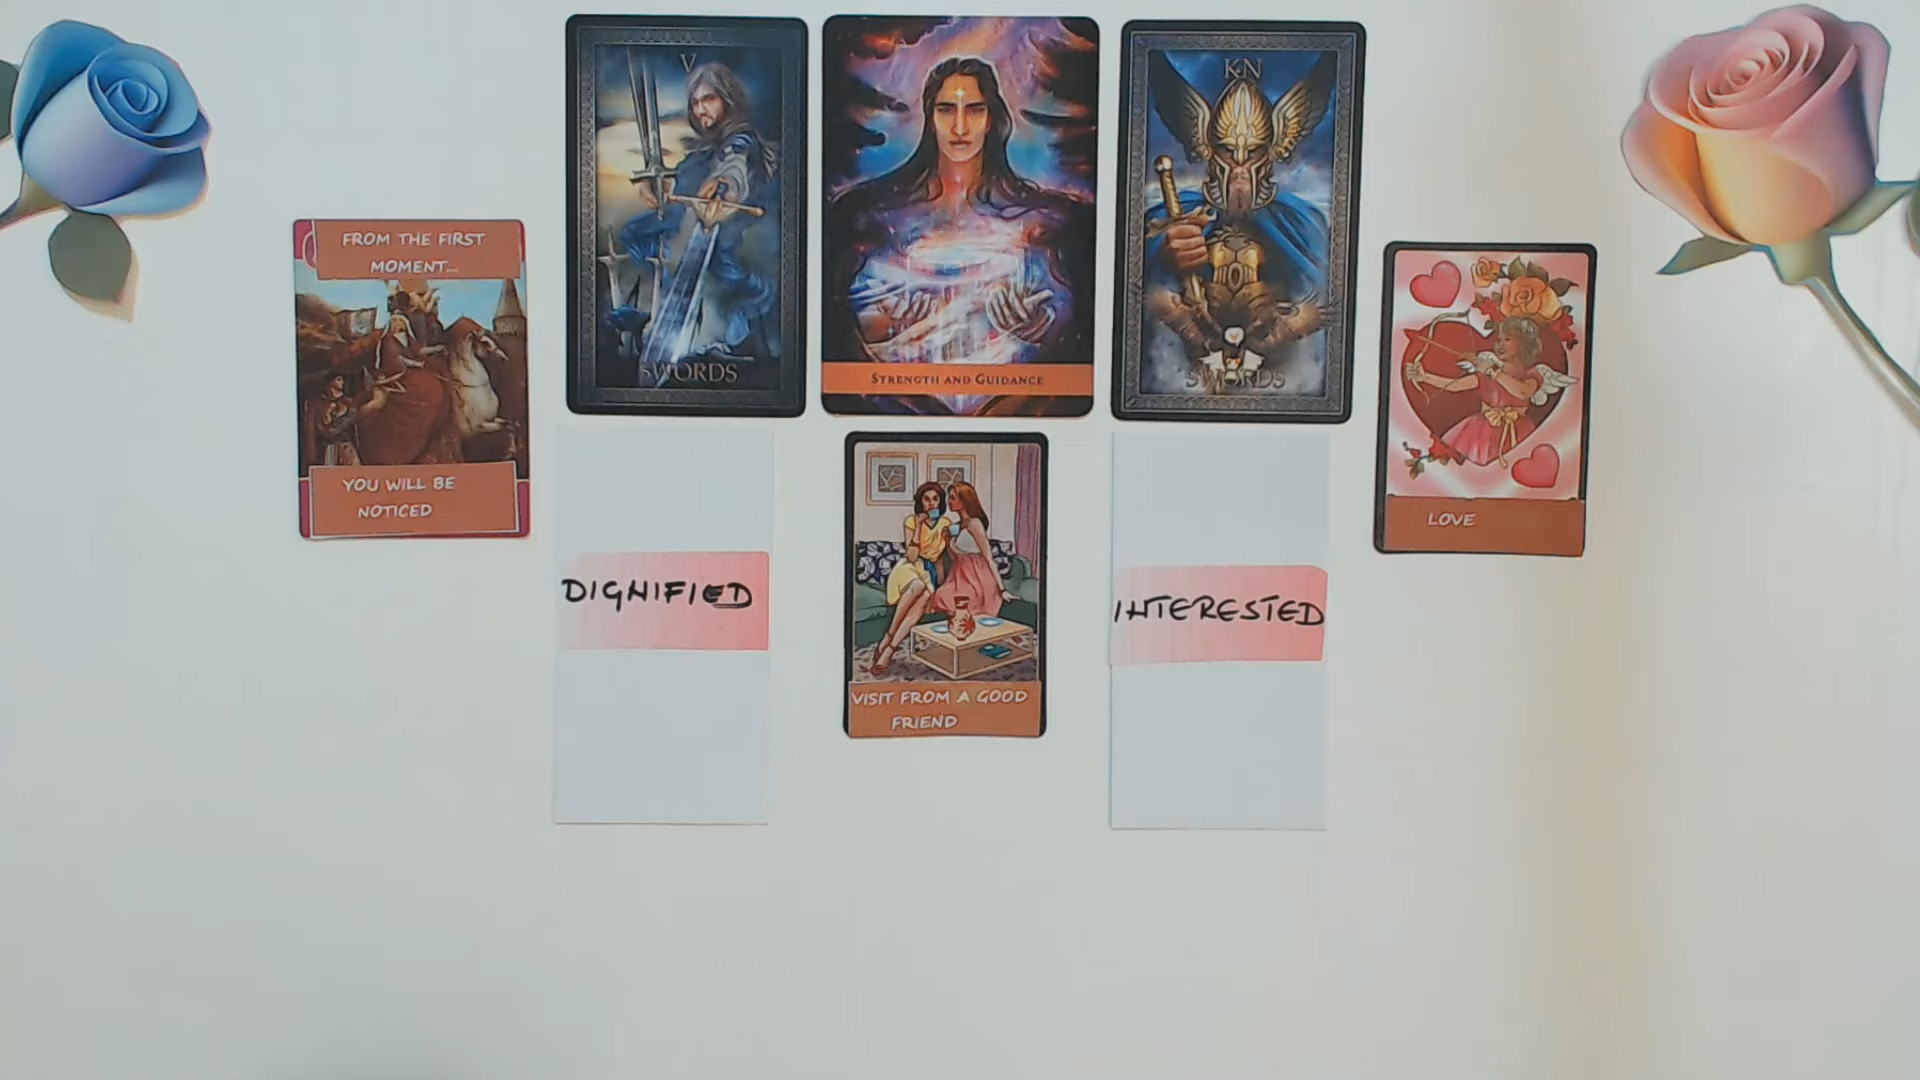 V
SWORDS
STRENGTH AND GUIDANCE
KN
SWORDS
FROM THE FIRST
MOMENT...
YOU WILL BE
NOTICED
LOVE
DIGNIFIED
INTERESTED
VISIT FROM A GOOD
FRIEND